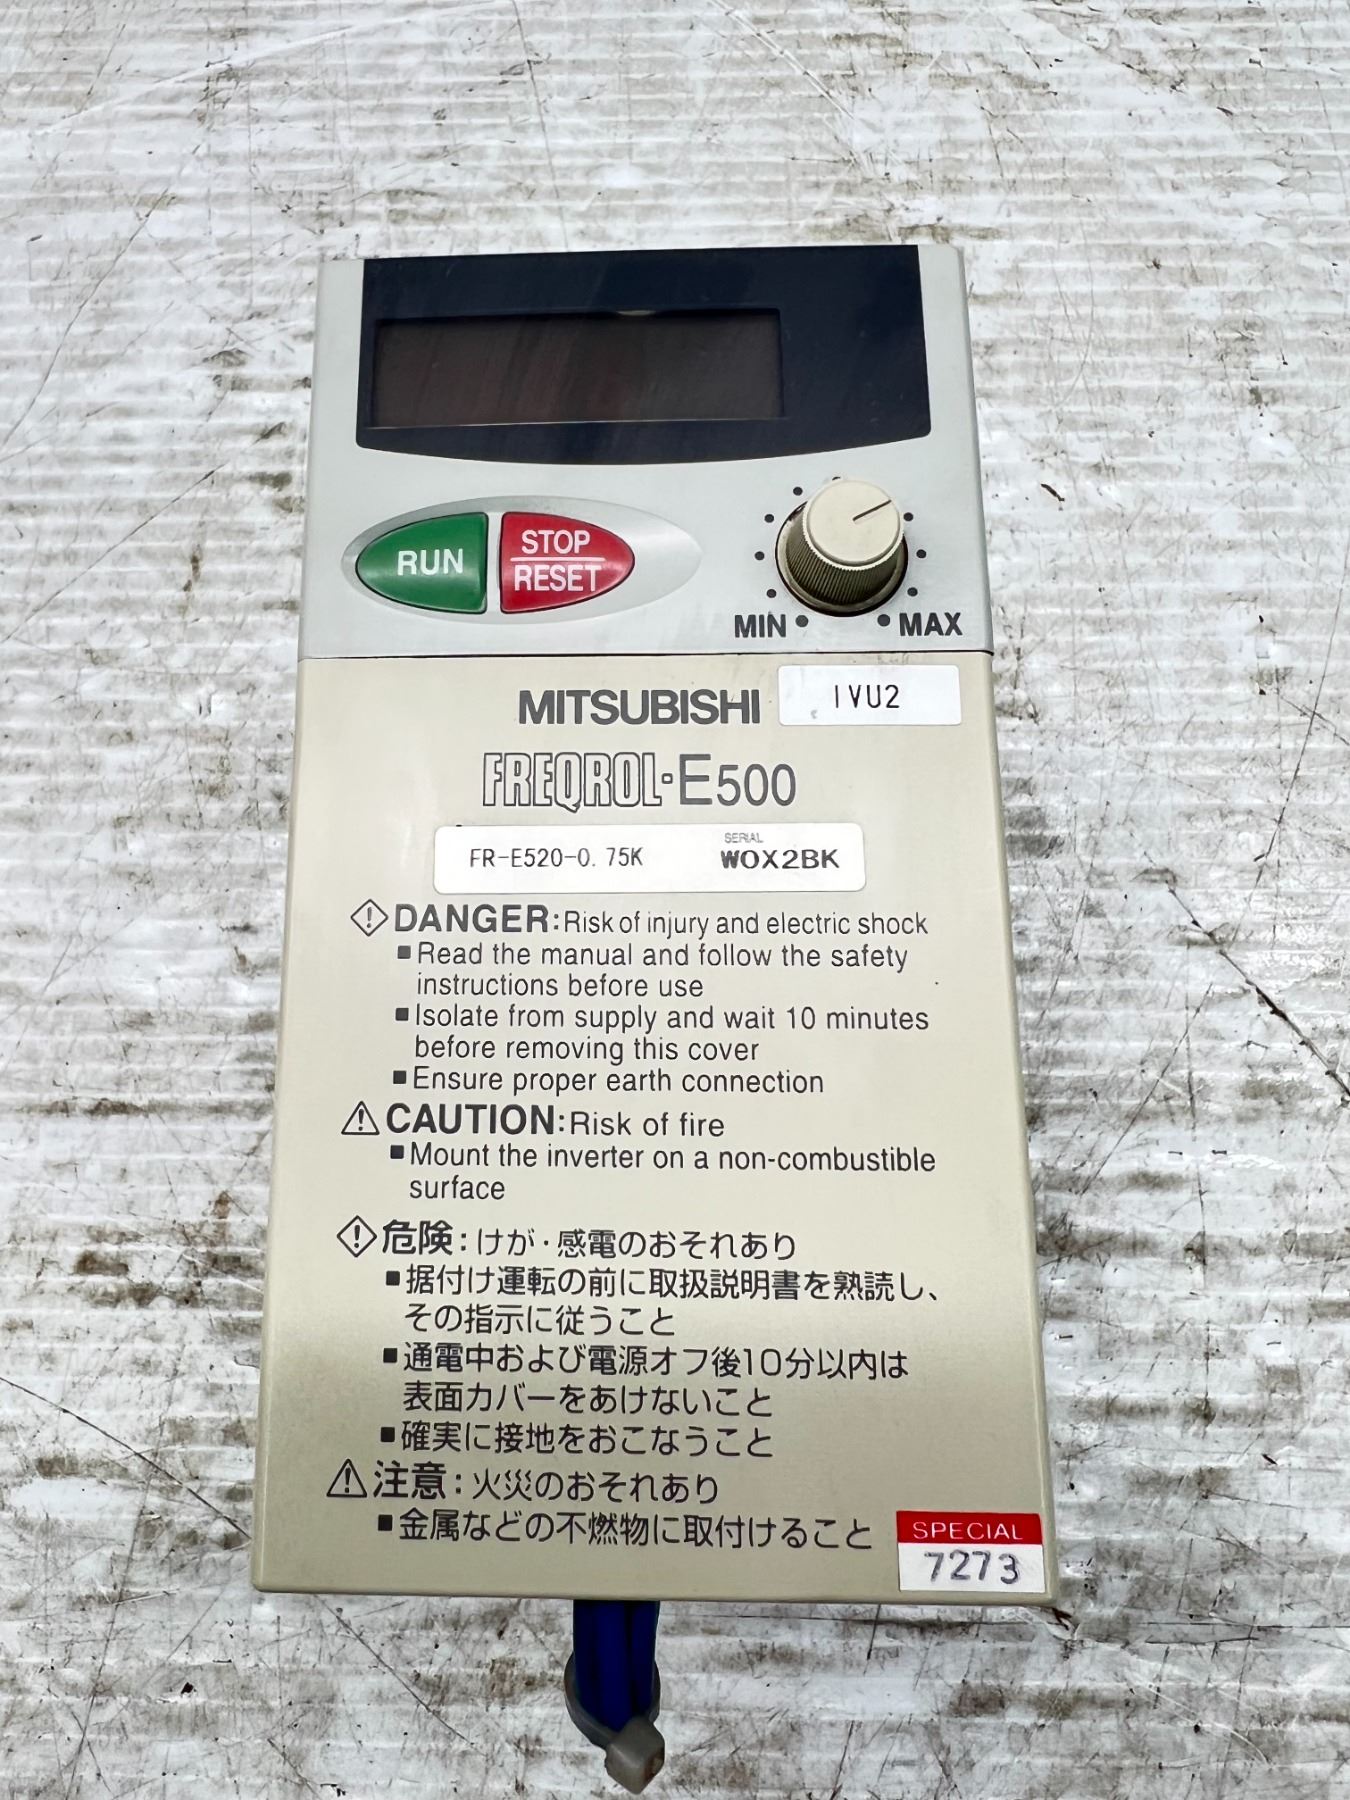 RUN
STOP
RESET
MIN
MAX
MITSUBISHI
IVU2
FREQROL-E500
FR-E520-0.75K
SERIAL
W0X2BK
DANGER:Risk of injury and electric shock
■Read the manual and follow the safety
instructions before use
■Isolate from supply and wait 10 minutes
before removing this cover
■Ensure proper earth connection
CAUTION:Risk of fire
■Mount the inverter on a non-combustible
surface
危険:けが・感電のおそれあり
■据付け運転の前に取扱説明書を熟読し、
その指示に従うこと
■通電中および電源オフ後10分以内は
表面カバーをあけないこと
■確実に接地をおこなうこと
注意:火災のおそれあり
■金属などの不燃物に取付けること
SPECIAL
7273